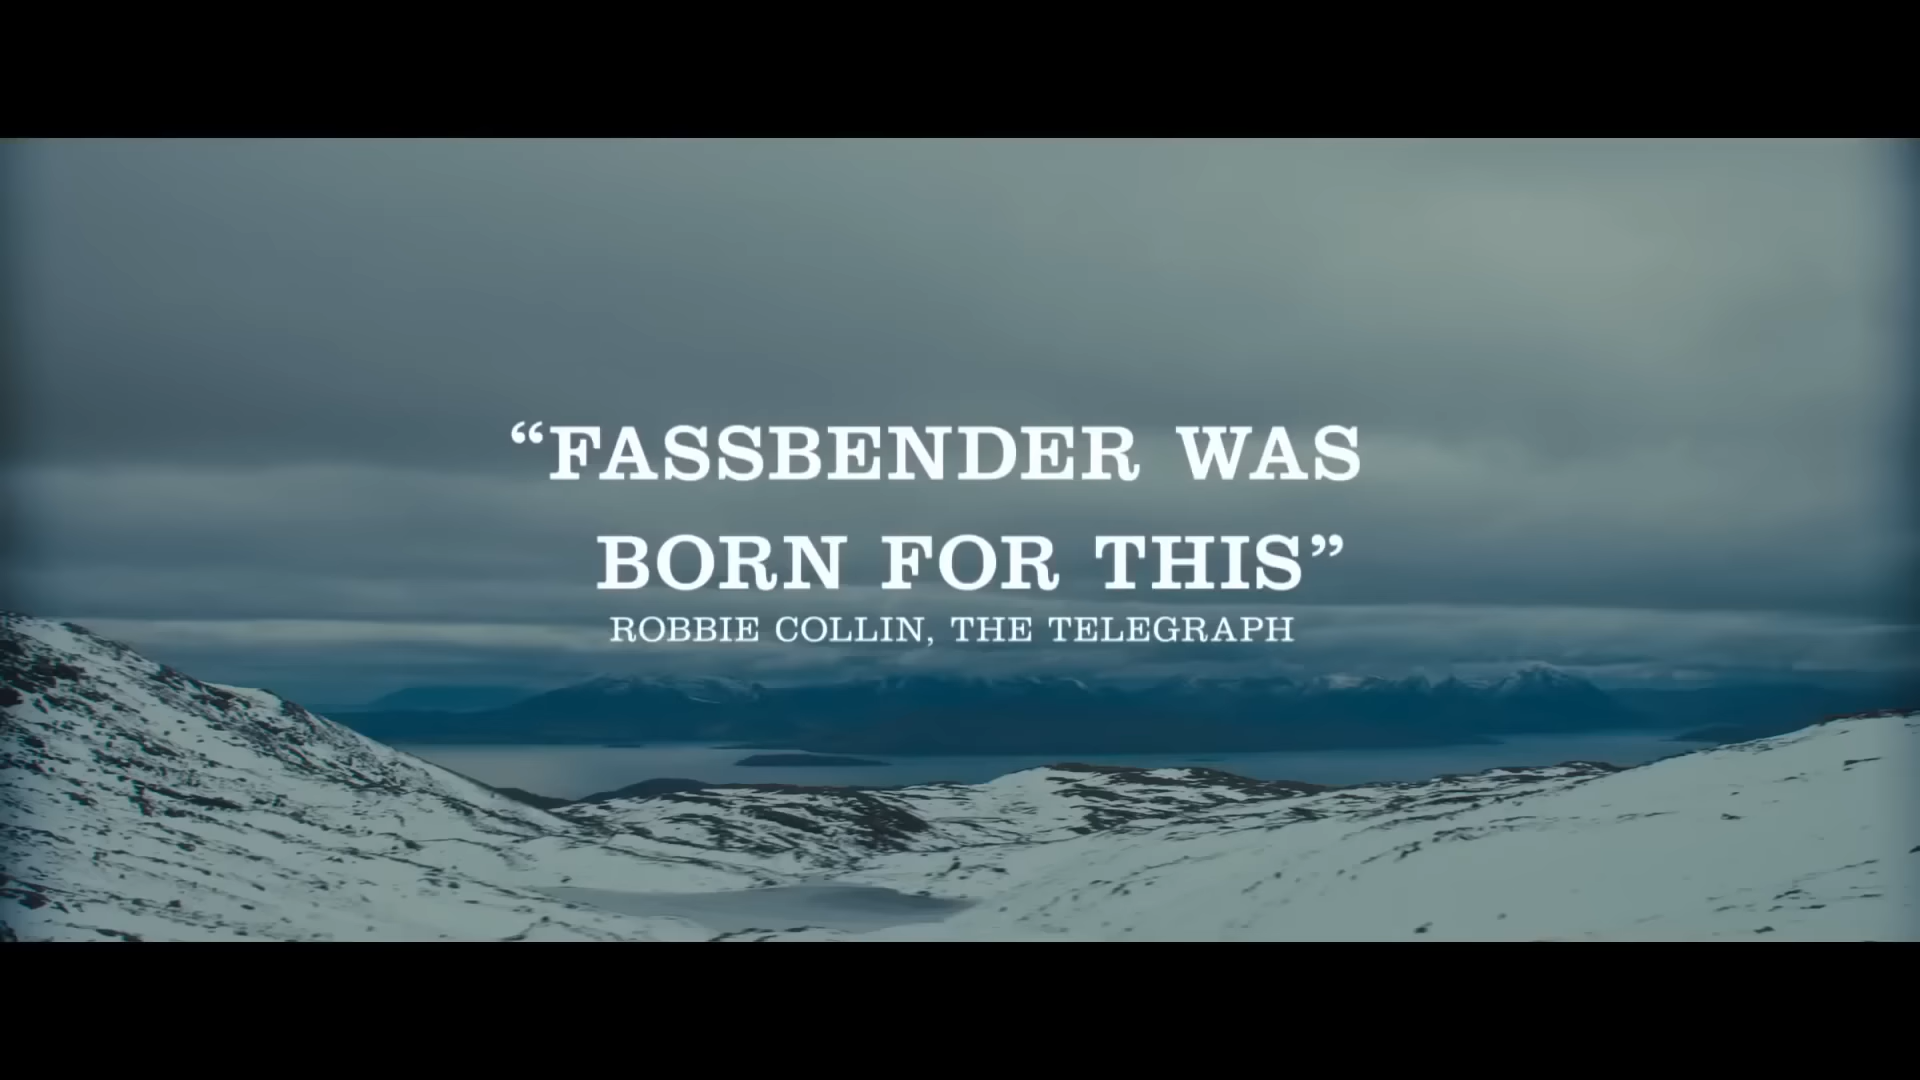 “FASSBENDER WAS
BORN FOR THIS”
ROBBIE COLLIN, THE TELEGRAPH